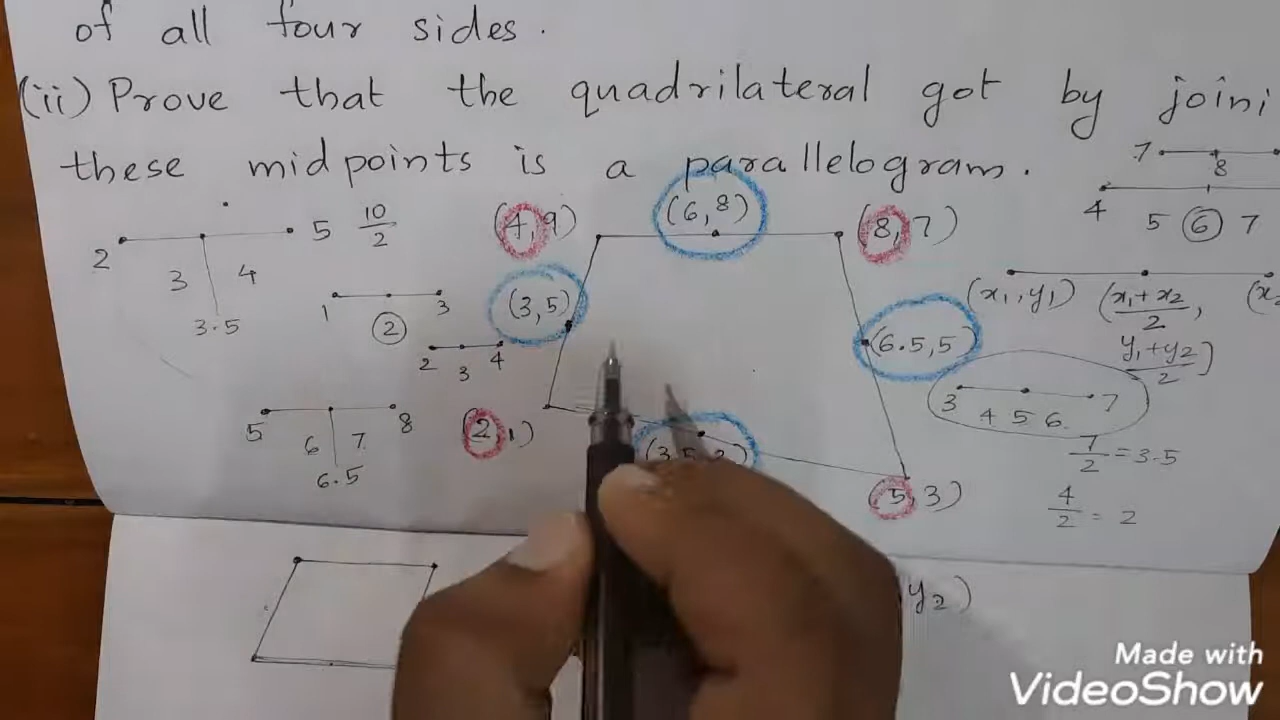 of all four sides.
(ii) Prove that the quadrilateral got by joini
these midpoints is a parallelogram.
7 8
4 5 6 7
2 3 4 5
3.5
10/2
(4,9) (6,8) (8,7)
1 2 3
(3,5)
2 3 4
(x₁,y₁) (x₁+x₂/2, y₁+y₂/2) (x
(6.5,5)
3 4 5 6 7
5 6 7 8
6.5
(2,1)
(5,3)
7/2 = 3.5
4/2 = 2
y₂)
Made with
VideoShow